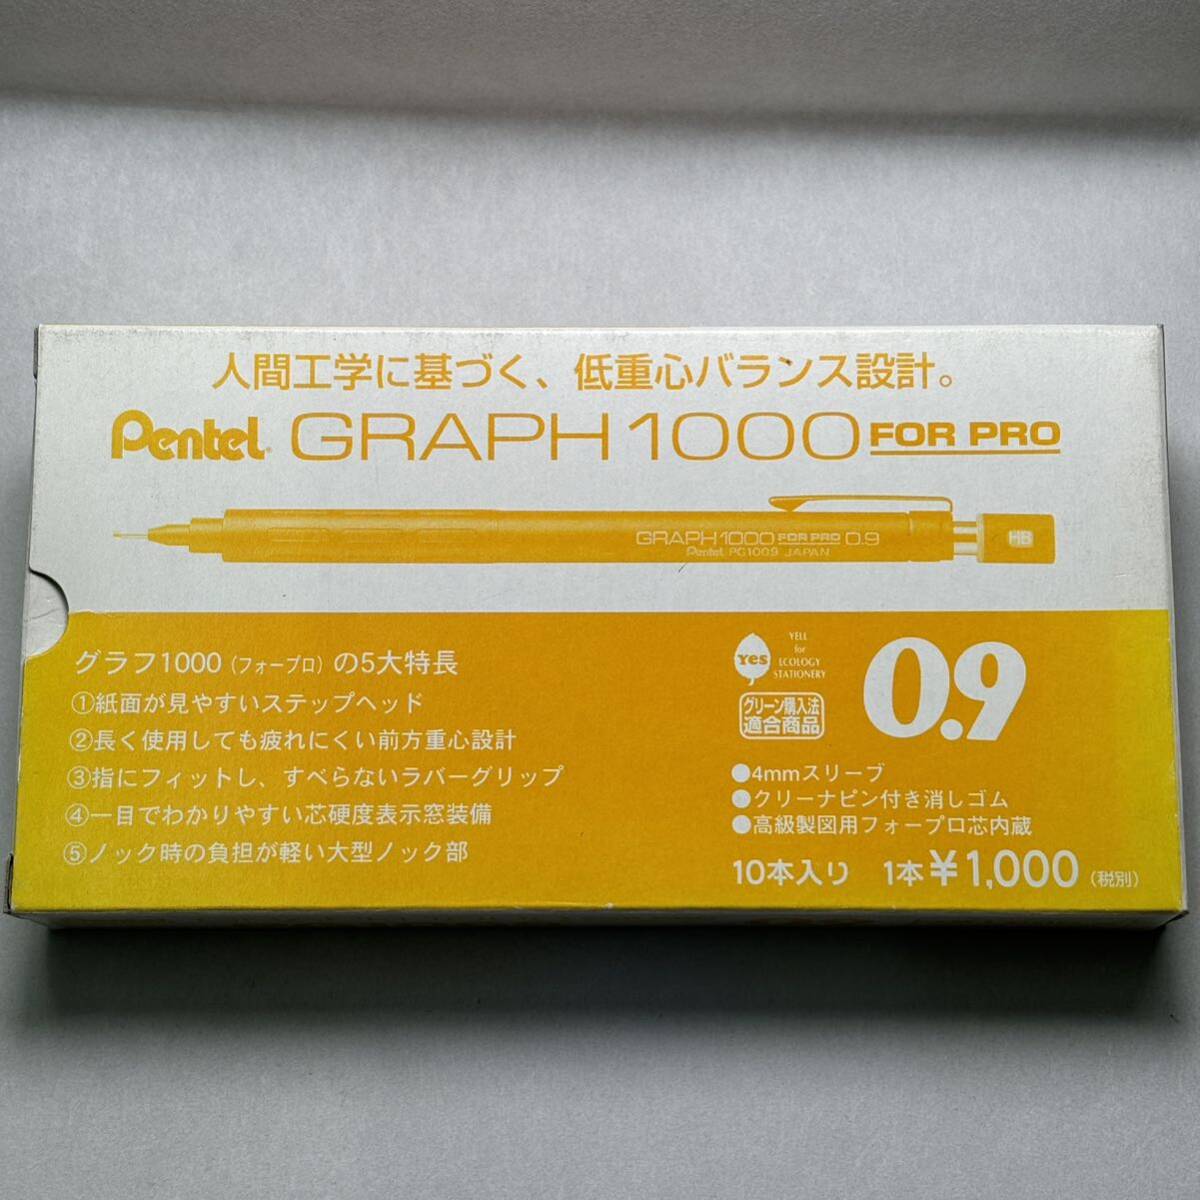 人間工学に基づく、低重心バランス設計。
Pentel GRAPH 1000 FOR PRO
GRAPH 1000 FOR PRO 0.9
Pentel PG1009 JAPAN
HB
グラフ1000（フォープロ）の5大特長
①紙面が見やすいステップヘッド
②長く使用しても疲れにくい前方重心設計
③指にフィットし、すべらないラバーグリップ
④一目でわかりやすい芯硬度表示窓装備
⑤ノック時の負担が軽い大型ノック部
Yes
YELL
for
ECOLOGY
STATIONERY
グリーン購入法
適合商品
0.9
●4mmスリーブ
●クリーナピン付き消しゴム
●高級製図用フォープロ芯内蔵
10本入り 1本￥1,000（税別）